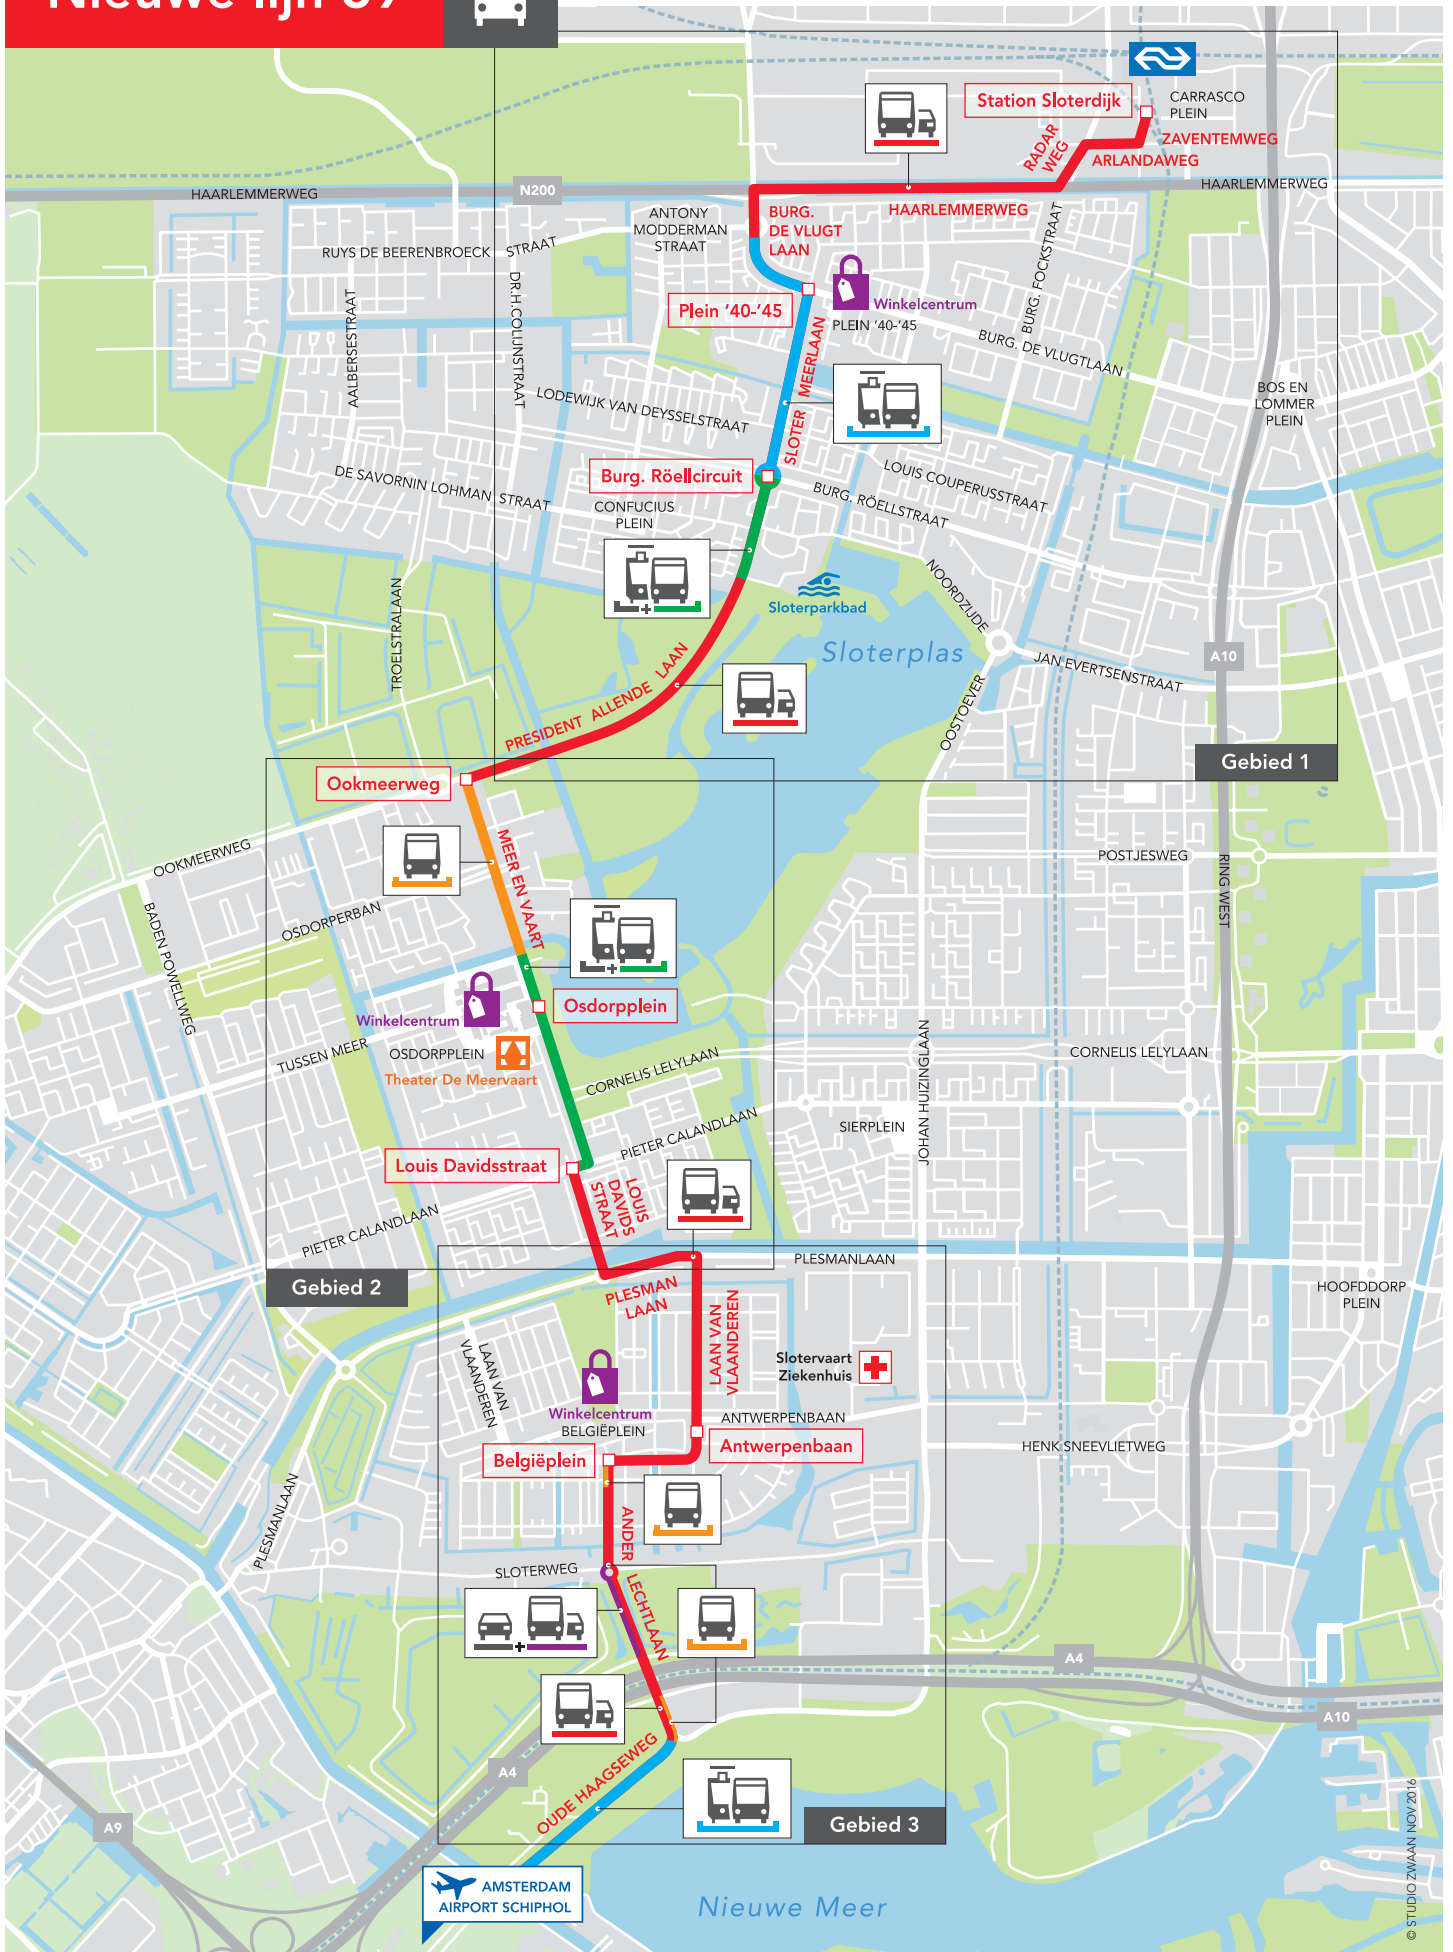 Nieuwe lijn 69
Station Sloterdijk
CARRASCO
PLEIN
ZAVENTEMWEG
RADAR
WEG
ARLANDAWEG
HAARLEMMERWEG
N200
HAARLEMMERWEG
HAARLEMMERWEG
ANTONY
MODDERMAN
STRAAT
BURG.
DE VLUGT
LAAN
RUYS DE BEERENBROECK STRAAT
BURG. FOCKSTRAAT
DR.H.COLIJNSTRAAT
AALBERSESTRAAT
Plein '40-'45
Winkelcentrum
PLEIN '40-'45
BURG. DE VLUGTLAAN
SLOTER MEERLAAN
LODEWIJK VAN DEYSSELSTRAAT
BOS EN
LOMMER
PLEIN
DE SAVORNIN LOHMAN STRAAT
Burg. Röellcircuit
LOUIS COUPERUSSTRAAT
BURG. RÖELLSTRAAT
CONFUCIUS
PLEIN
+
NOORDZIJDE
Sloterparkbad
TROELSTRALAAN
Sloterplas
A10
JAN EVERTSENSTRAAT
PRESIDENT ALLENDE LAAN
OOSTOEVER
Gebied 1
Ookmeerweg
OOKMEERWEG
MEER EN VAART
POSTJESWEG
RING WEST
OSDORPERBAN
BADEN POWELLWEG
+
Osdorpplein
Winkelcentrum
TUSSEN MEER
OSDORPPLEIN
Theater De Meervaart
CORNELIS LELYLAAN
CORNELIS LELYLAAN
JOHAN HUIZINGLAAN
SIERPLEIN
PIETER CALANDLAAN
Louis Davidsstraat
LOUIS
DAVIDS
STRAAT
PIETER CALANDLAAN
PLESMANLAAN
Gebied 2
PLESMAN
LAAN
HOOFDDORP
PLEIN
LAAN VAN
VLAANDEREN
LAAN VAN
VLAANDEREN
Slotervaart
Ziekenhuis
Winkelcentrum
BELGIËPLEIN
ANTWERPENBAAN
Antwerpenbaan
Belgiëplein
HENK SNEEVLIETWEG
PLESMANLAAN
ANDER
LECHTLAAN
SLOTERWEG
+
A4
A10
OUDE HAAGSEWEG
A4
A9
Gebied 3
AMSTERDAM
AIRPORT SCHIPHOL
Nieuwe Meer
© STUDIO ZWAAN NOV 2016